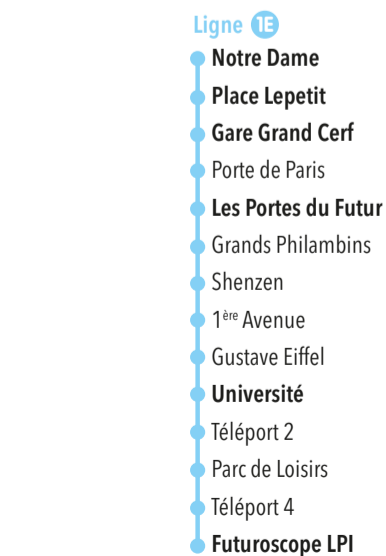 Ligne 1E
Notre Dame
Place Lepetit
Gare Grand Cerf
Porte de Paris
Les Portes du Futur
Grands Philambins
Shenzen
1ère Avenue
Gustave Eiffel
Université
Téléport 2
Parc de Loisirs
Téléport 4
Futuroscope LPI